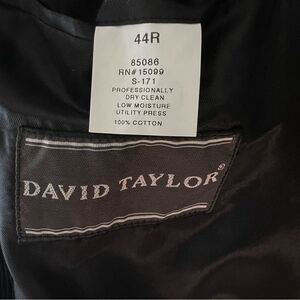 44R
85086
RN#15099
S-171
PROFESSIONALLY
DRY CLEAN
LOW MOISTURE
UTILITY PRESS
100% COTTON
DAVID TAYLOR®